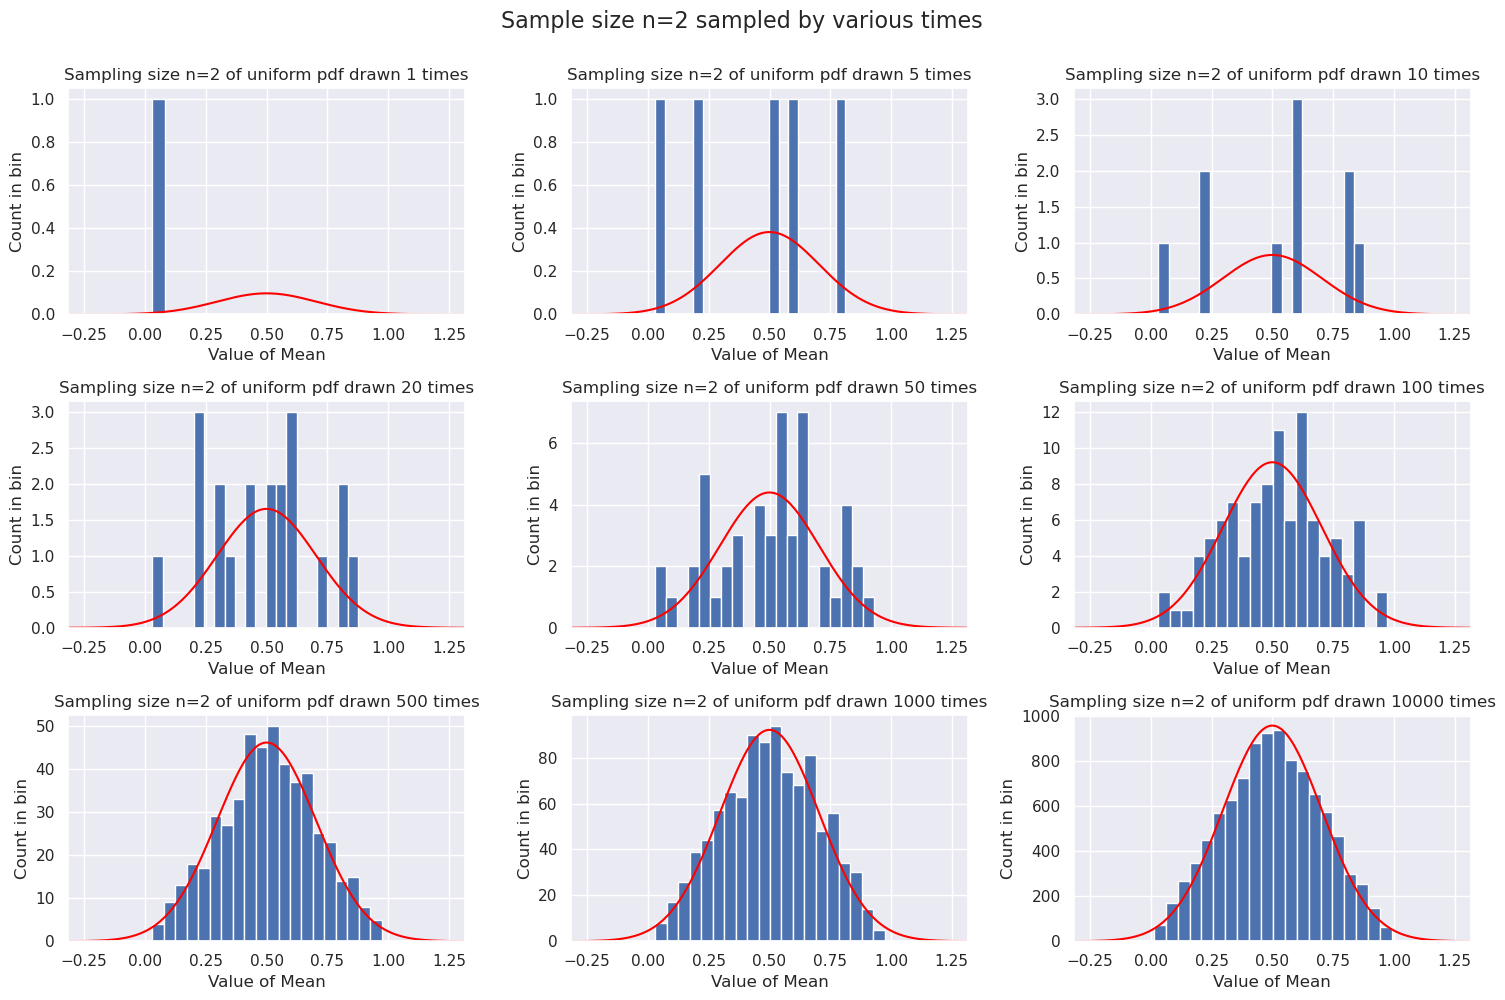 Sample size n=2 sampled by various times
Sampling size n=2 of uniform pdf drawn 1 times
1.0
0.8
0.6
0.4
0.2
0.0
Count in bin
−0.25 0.00 0.25 0.50 0.75 1.00 1.25
Value of Mean
Sampling size n=2 of uniform pdf drawn 5 times
1.0
0.8
0.6
0.4
0.2
0.0
Count in bin
−0.25 0.00 0.25 0.50 0.75 1.00 1.25
Value of Mean
Sampling size n=2 of uniform pdf drawn 10 times
3.0
2.5
2.0
1.5
1.0
0.5
0.0
Count in bin
−0.25 0.00 0.25 0.50 0.75 1.00 1.25
Value of Mean
Sampling size n=2 of uniform pdf drawn 20 times
3.0
2.5
2.0
1.5
1.0
0.5
0.0
Count in bin
−0.25 0.00 0.25 0.50 0.75 1.00 1.25
Value of Mean
Sampling size n=2 of uniform pdf drawn 50 times
6
4
2
0
Count in bin
−0.25 0.00 0.25 0.50 0.75 1.00 1.25
Value of Mean
Sampling size n=2 of uniform pdf drawn 100 times
12
10
8
6
4
2
0
Count in bin
−0.25 0.00 0.25 0.50 0.75 1.00 1.25
Value of Mean
Sampling size n=2 of uniform pdf drawn 500 times
50
40
30
20
10
0
Count in bin
−0.25 0.00 0.25 0.50 0.75 1.00 1.25
Value of Mean
Sampling size n=2 of uniform pdf drawn 1000 times
80
60
40
20
0
Count in bin
−0.25 0.00 0.25 0.50 0.75 1.00 1.25
Value of Mean
Sampling size n=2 of uniform pdf drawn 10000 times
1000
800
600
400
200
0
Count in bin
−0.25 0.00 0.25 0.50 0.75 1.00 1.25
Value of Mean